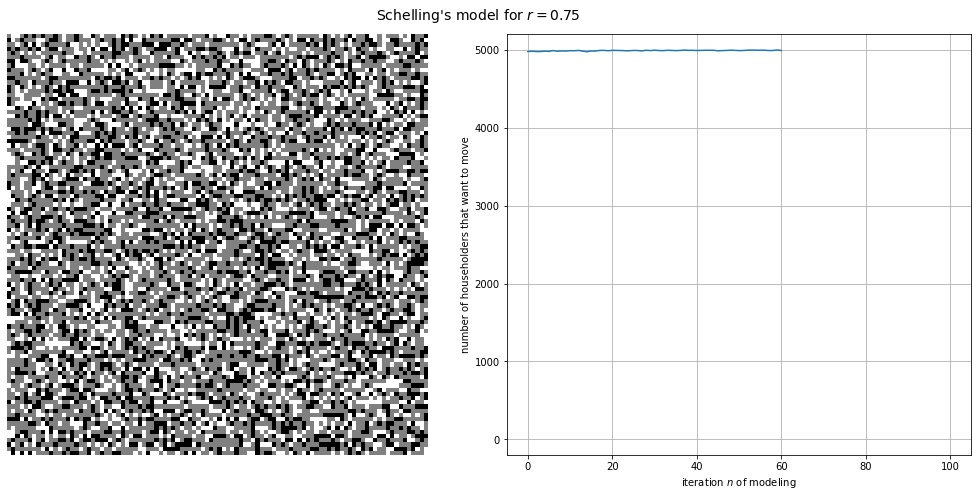 Schelling's model for r = 0.75
number of householders that want to move
5000
4000
3000
2000
1000
0
0 20 40 60 80 100
iteration n of modeling